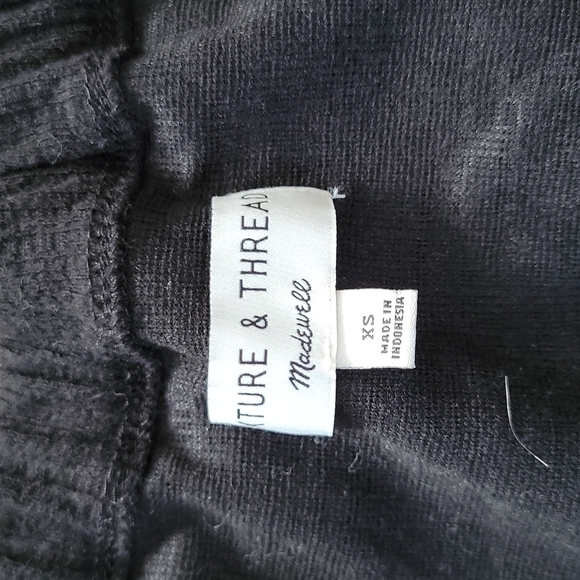 XTURE & THREAD
Madewell
XS
MADE IN
INDONESIA